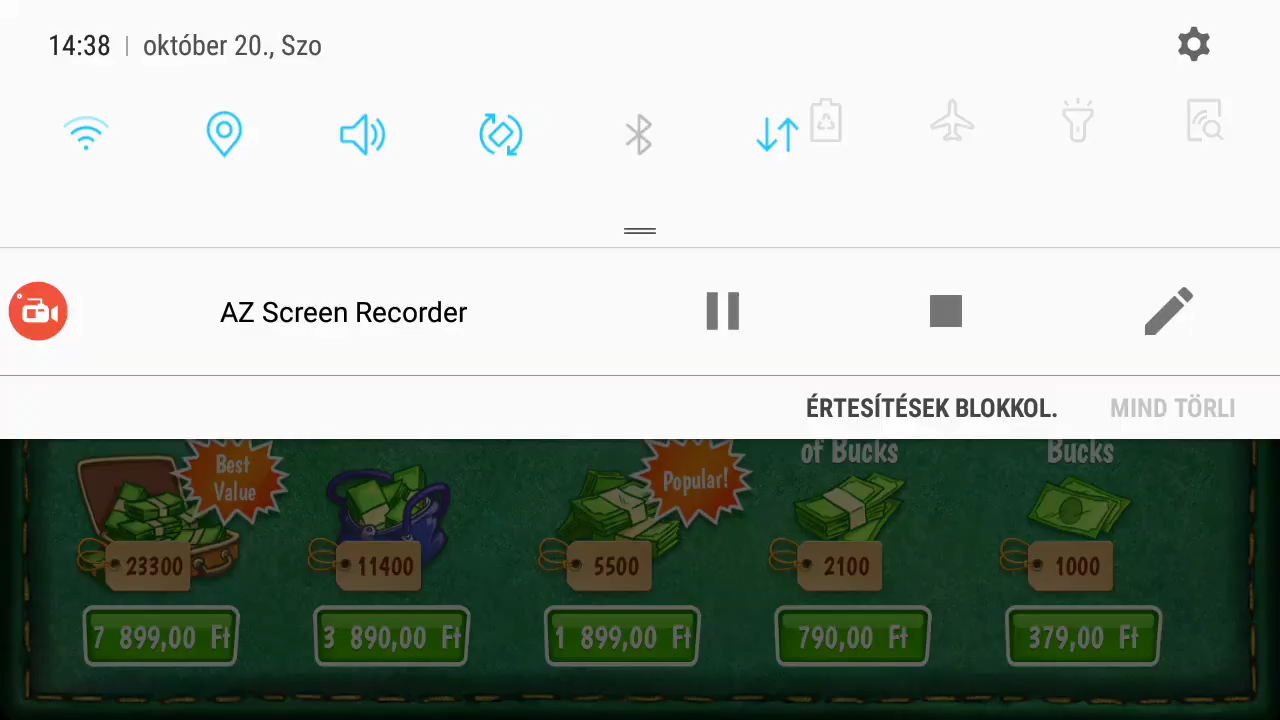 14:38 | október 20., Szo
AZ Screen Recorder
ÉRTESÍTÉSEK BLOKKOL.
MIND TÖRLI
Best
Value
Popular!
of Bucks
Bucks
23300
11400
5500
2100
1000
7 899,00 Ft
3 890,00 Ft
1 899,00 Ft
790,00 Ft
379,00 Ft